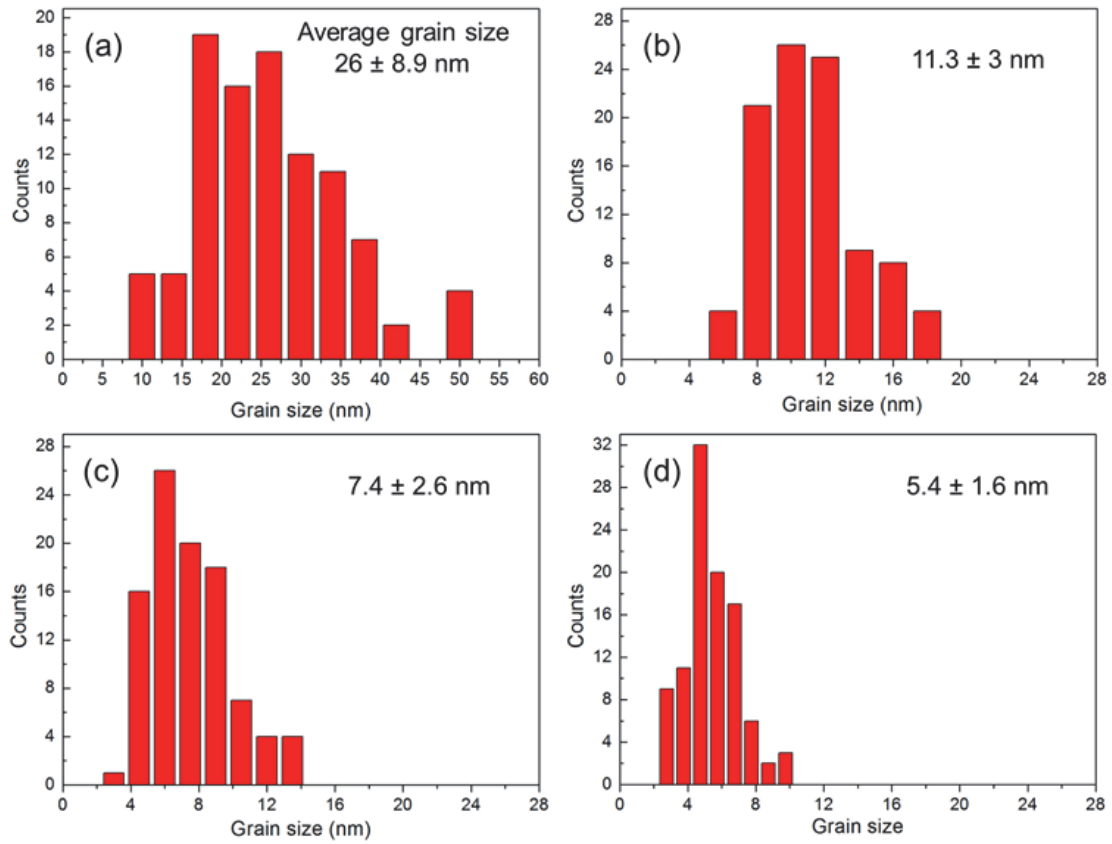 (a)
Average grain size
26 ± 8.9 nm
20
18
16
14
12
10
8
6
4
2
0
Counts
0 5 10 15 20 25 30 35 40 45 50 55 60
Grain size (nm)
(b)
11.3 ± 3 nm
28
24
20
16
12
8
4
0
Counts
0 4 8 12 16 20 24 28
Grain size (nm)
(c)
7.4 ± 2.6 nm
28
24
20
16
12
8
4
0
Counts
0 4 8 12 16 20 24 28
Grain size (nm)
(d)
5.4 ± 1.6 nm
32
28
24
20
16
12
8
4
0
Counts
0 4 8 12 16 20 24 28
Grain size